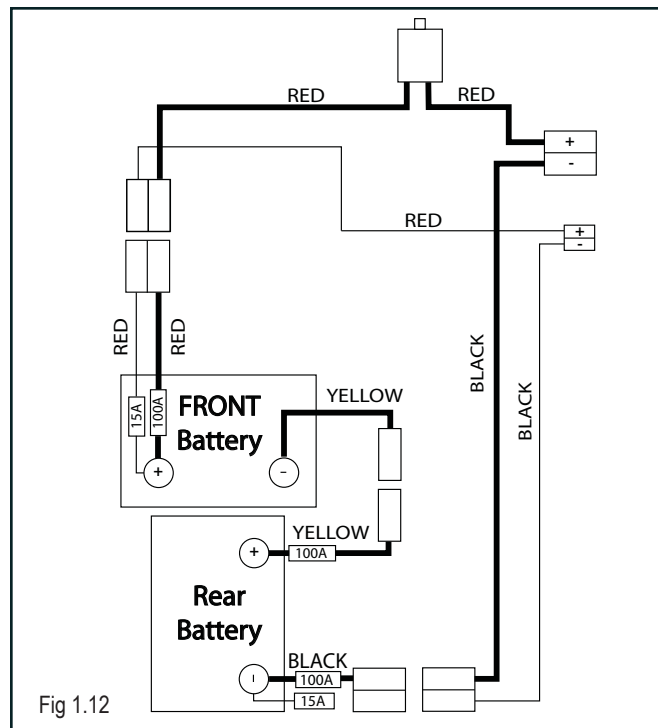 RED
RED
+
-
RED
+
-
RED
RED
BLACK
BLACK
15A
100A
FRONT
Battery
YELLOW
+
-
YELLOW
+
100A
Rear
Battery
BLACK
-
100A
15A
Fig 1.12